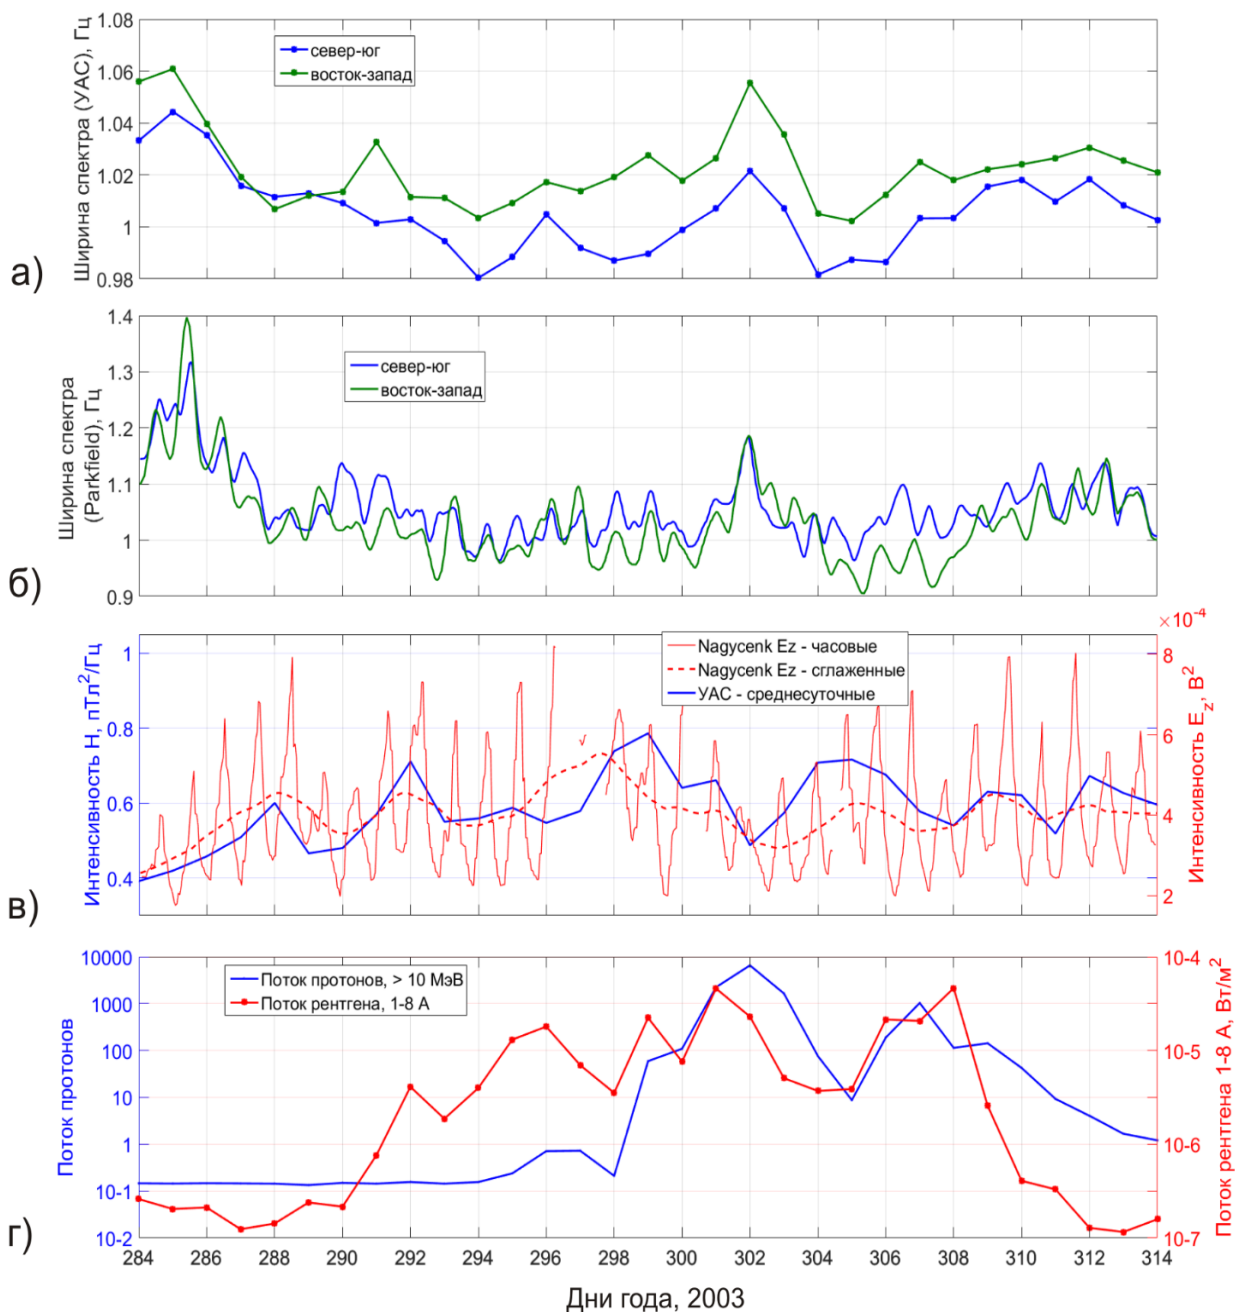 а)
Ширина спектра (УАС), Гц
1.08
1.06
1.04
1.02
1
0.98
север-юг
восток-запад
б)
Ширина спектра
(Parkfield), Гц
1.4
1.3
1.2
1.1
1
0.9
север-юг
восток-запад
в)
Интенсивность H, пТл²/Гц
1
0.8
0.6
0.4
Nagycenk Ez - часовые
Nagycenk Ez - сглаженные
УАС - среднесуточные
×10⁻⁴
8
6
4
2
Интенсивность E_z, В²
г)
Поток протонов
10000
1000
100
10
1
10-1
10-2
Поток протонов, > 10 МэВ
Поток рентгена, 1-8 А
10-4
10-5
10-6
10-7
Поток рентгена 1-8 А, Вт/м²
284 286 288 290 292 294 296 298 300 302 304 306 308 310 312 314
Дни года, 2003